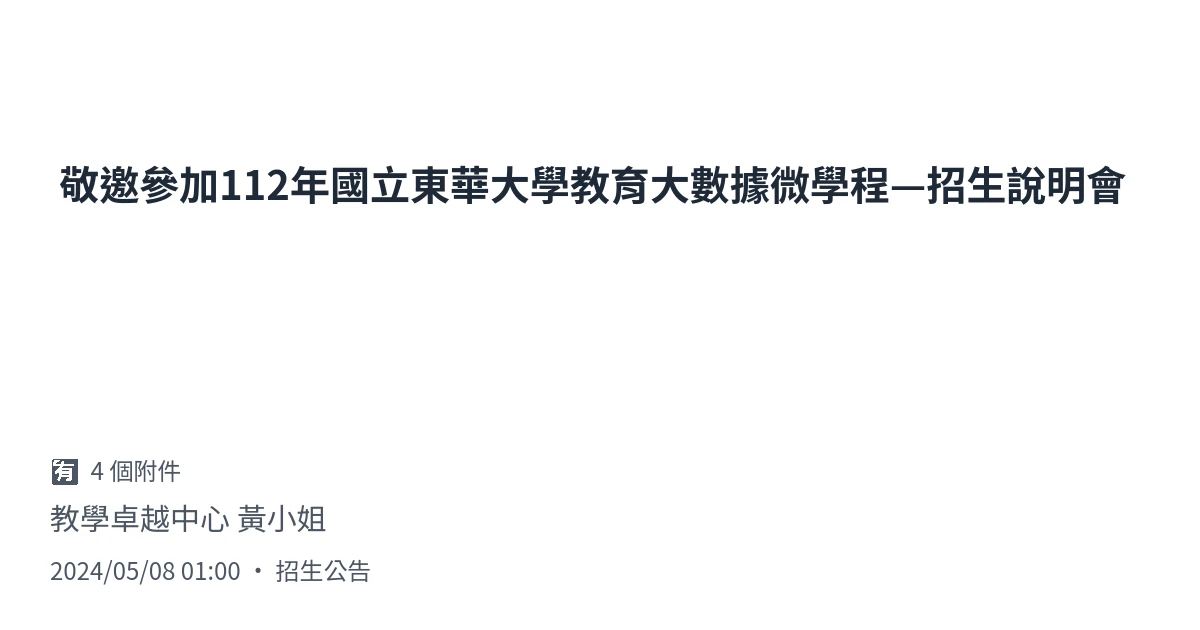 敬邀參加112年國立東華大學教育大數據微學程—招生說明會
🈶 4 個附件
教學卓越中心 黃小姐
2024/05/08 01:00 • 招生公告